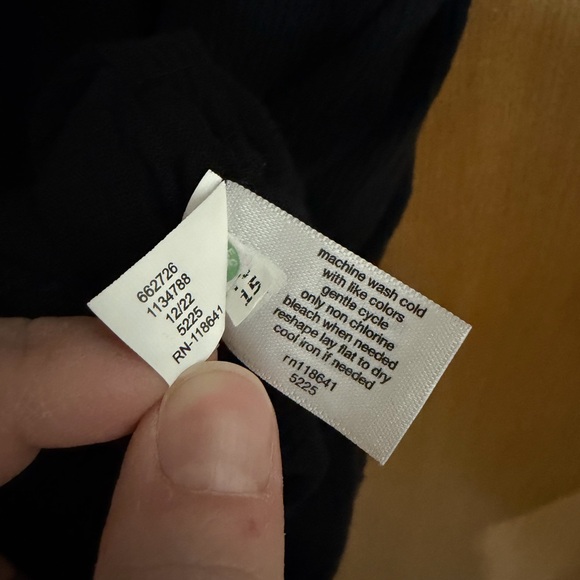 662726
1134788
12/22
5225
RN-118641
machine wash cold
with like colors
gentle cycle
only non chlorine
bleach when needed
reshape lay flat to dry
cool iron if needed
rn118641
5225